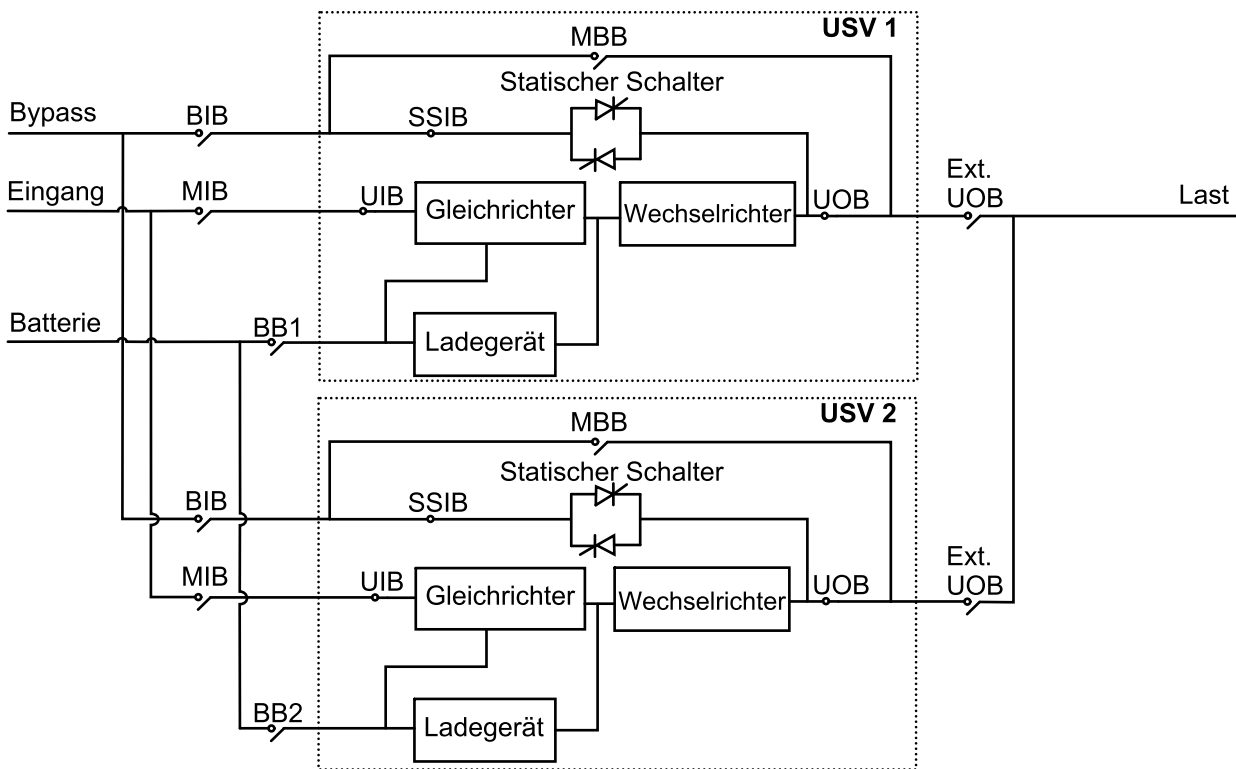 USV 1
MBB
Statischer Schalter
Bypass
BIB
SSIB
Eingang
MIB
UIB
Gleichrichter
Wechselrichter
UOB
Ext.
UOB
Last
Batterie
BB1
Ladegerät
USV 2
MBB
Statischer Schalter
BIB
SSIB
MIB
UIB
Gleichrichter
Wechselrichter
UOB
Ext.
UOB
BB2
Ladegerät